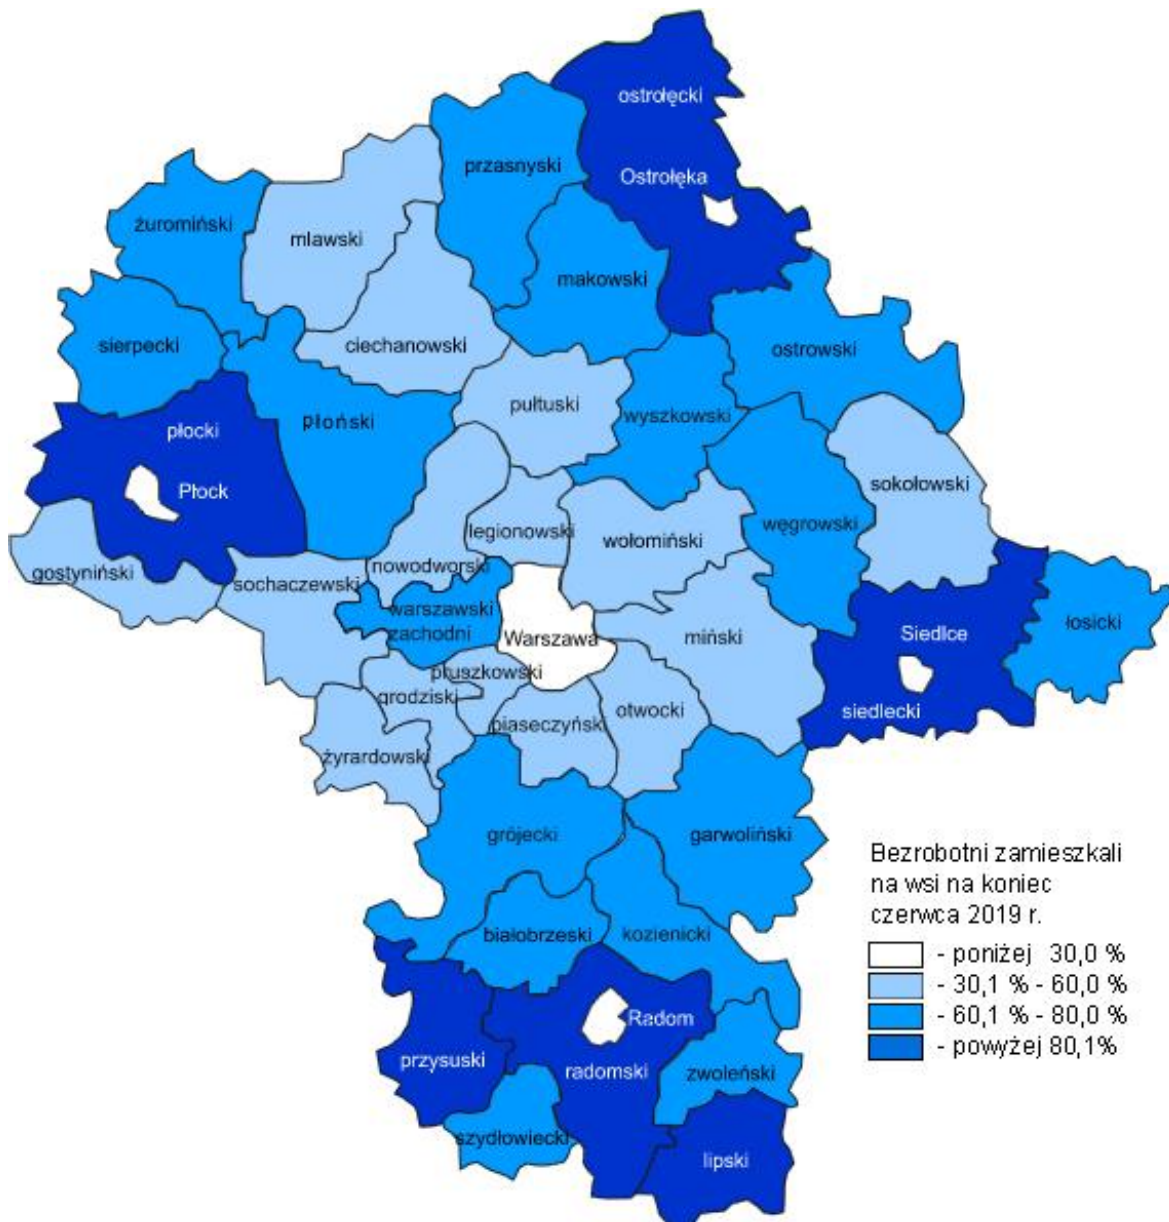 ostrołęcki
przasnyski
Ostrołęka
żuromiński
mlawski
makowski
sierpecki
ciechanowski
ostrowski
pułtuski
wyszkowski
płocki
płoński
sokołowski
Płock
legionowski
wołomiński
węgrowski
gostyniński
sochaczewski
nowodworski
warszawski
zachodni
Warszawa
miński
Siedlce
łosicki
pruszkowski
grodziski
otwocki
siedlecki
piaseczyński
żyrardowski
grójecki
garwoliński
Bezrobotni zamieszkali
na wsi na koniec
czerwca 2019 r.
- poniżej 30,0 %
- 30,1 % - 60,0 %
- 60,1 % - 80,0 %
- powyżej 80,1%
białobrzeski
kozienicki
Radom
przysuski
radomski
zwoleński
szydłowiecki
lipski